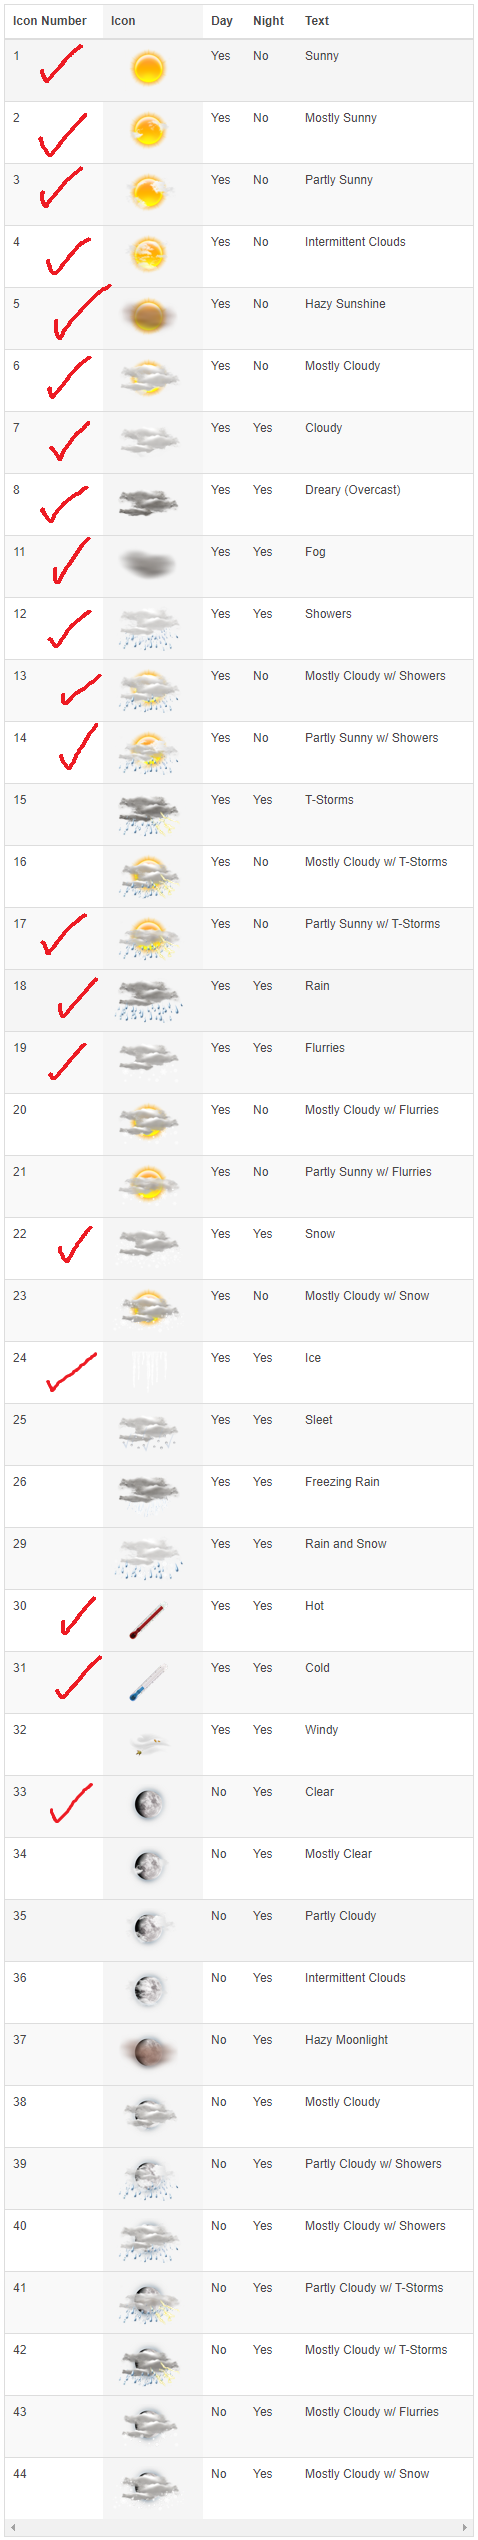 Icon Number Icon Day Night Text
1 Yes No Sunny
2 Yes No Mostly Sunny
3 Yes No Partly Sunny
4 Yes No Intermittent Clouds
5 Yes No Hazy Sunshine
6 Yes No Mostly Cloudy
7 Yes Yes Cloudy
8 Yes Yes Dreary (Overcast)
11 Yes Yes Fog
12 Yes Yes Showers
13 Yes No Mostly Cloudy w/ Showers
14 Yes No Partly Sunny w/ Showers
15 Yes Yes T-Storms
16 Yes No Mostly Cloudy w/ T-Storms
17 Yes No Partly Sunny w/ T-Storms
18 Yes Yes Rain
19 Yes Yes Flurries
20 Yes No Mostly Cloudy w/ Flurries
21 Yes No Partly Sunny w/ Flurries
22 Yes Yes Snow
23 Yes No Mostly Cloudy w/ Snow
24 Yes Yes Ice
25 Yes Yes Sleet
26 Yes Yes Freezing Rain
29 Yes Yes Rain and Snow
30 Yes Yes Hot
31 Yes Yes Cold
32 Yes Yes Windy
33 No Yes Clear
34 No Yes Mostly Clear
35 No Yes Partly Cloudy
36 No Yes Intermittent Clouds
37 No Yes Hazy Moonlight
38 No Yes Mostly Cloudy
39 No Yes Partly Cloudy w/ Showers
40 No Yes Mostly Cloudy w/ Showers
41 No Yes Partly Cloudy w/ T-Storms
42 No Yes Mostly Cloudy w/ T-Storms
43 No Yes Mostly Cloudy w/ Flurries
44 No Yes Mostly Cloudy w/ Snow